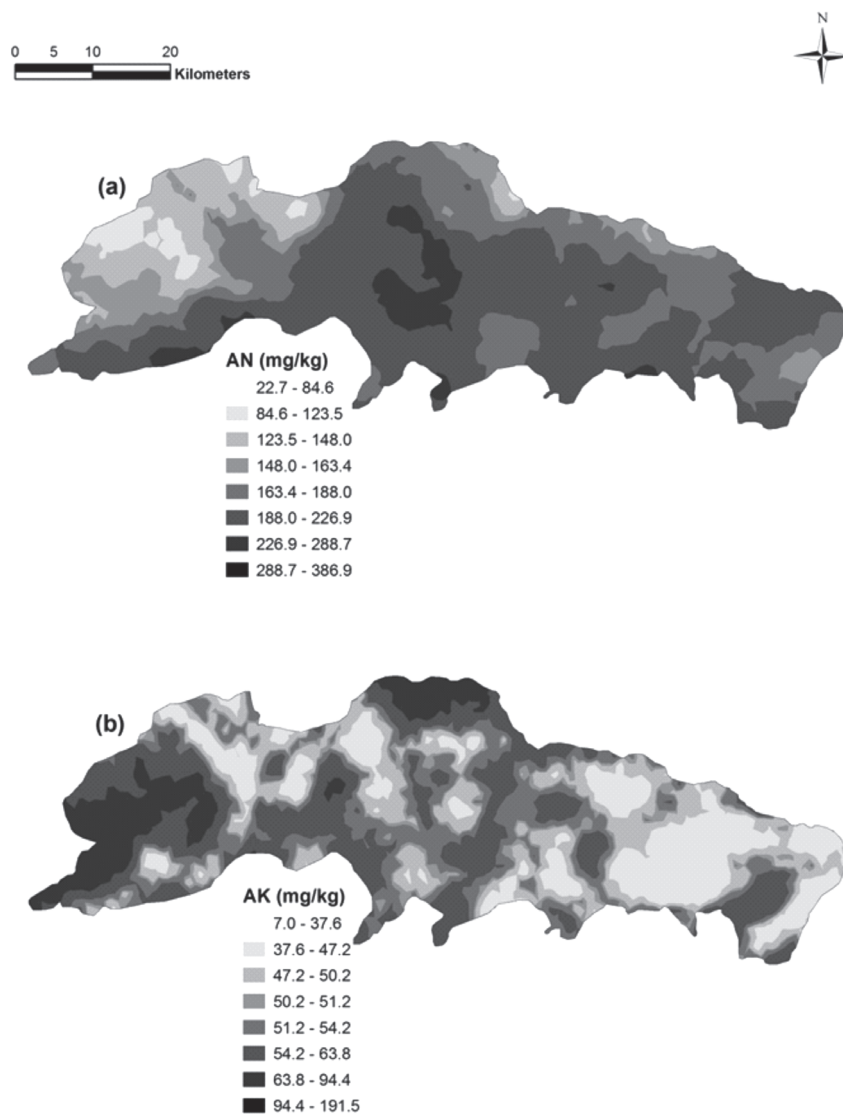 N
0 5 10 20
Kilometers
(a)
AN (mg/kg)
22.7 - 84.6
84.6 - 123.5
123.5 - 148.0
148.0 - 163.4
163.4 - 188.0
188.0 - 226.9
226.9 - 288.7
288.7 - 386.9
(b)
AK (mg/kg)
7.0 - 37.6
37.6 - 47.2
47.2 - 50.2
50.2 - 51.2
51.2 - 54.2
54.2 - 63.8
63.8 - 94.4
94.4 - 191.5